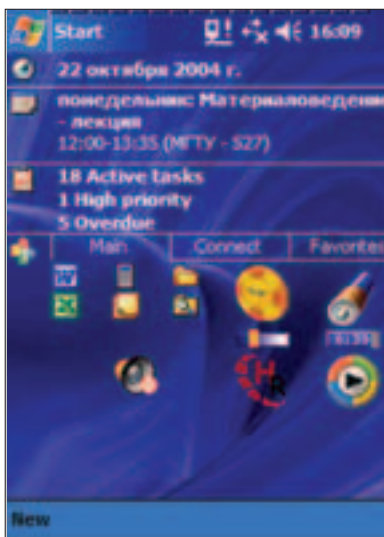 Start 16:09
22 октября 2004 г.
понедельник: Материаловедение
- лекция
12:00-13:35 (МГТУ - 527)
18 Active tasks
1 High priority
5 Overdue
Main Connect Favorites
New